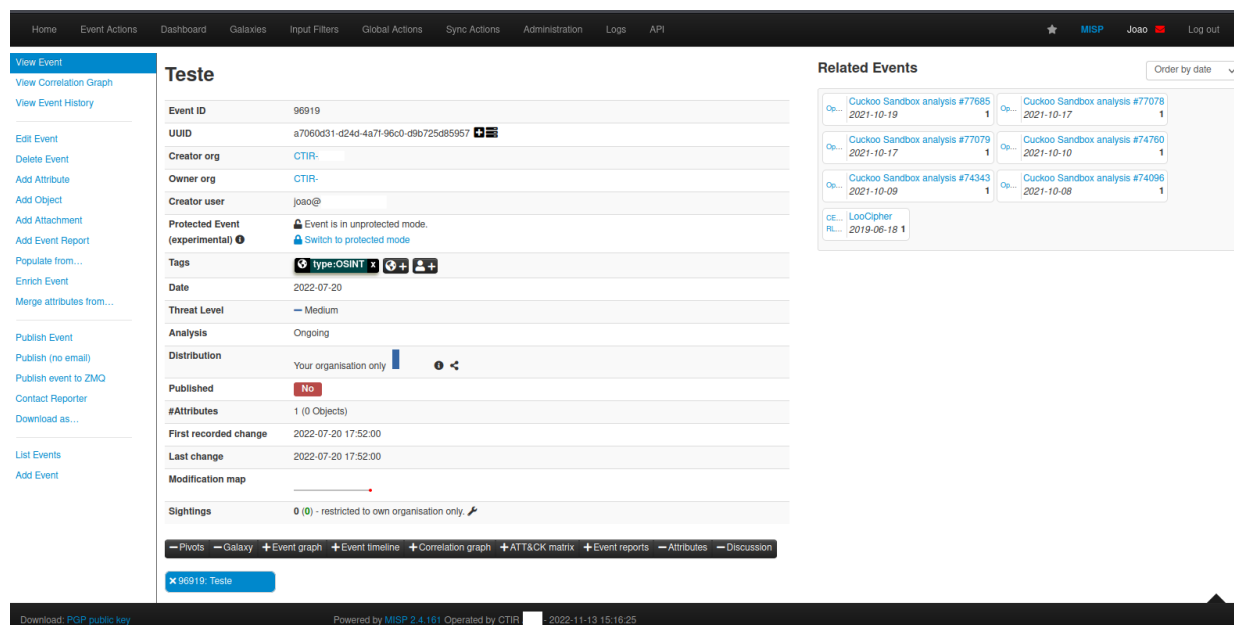 Home Event Actions Dashboard Galaxies Input Filters Global Actions Sync Actions Administration Logs API MISP Joao Log out
View Event
View Correlation Graph
View Event History
Edit Event
Delete Event
Add Attribute
Add Object
Add Attachment
Add Event Report
Populate from…
Enrich Event
Merge attributes from…
Publish Event
Publish (no email)
Publish event to ZMQ
Contact Reporter
Download as…
List Events
Add Event
Teste
Event ID 96919
UUID a7060d31-d24d-4a7f-96c0-d9b725d85957
Creator org CTIR-
Owner org CTIR-
Creator user joao@
Protected Event (experimental) Event is in unprotected mode.
Switch to protected mode
Tags type:OSINT x + +
Date 2022-07-20
Threat Level Medium
Analysis Ongoing
Distribution Your organisation only
Published No
#Attributes 1 (0 Objects)
First recorded change 2022-07-20 17:52:00
Last change 2022-07-20 17:52:00
Modification map
Sightings 0 (0) - restricted to own organisation only.
Pivots Galaxy Event graph Event timeline Correlation graph ATT&CK matrix Event reports Attributes Discussion
96919: Teste
Related Events
Order by date
Op... Cuckoo Sandbox analysis #77685
2021-10-19 1
Op... Cuckoo Sandbox analysis #77078
2021-10-17 1
Op... Cuckoo Sandbox analysis #77079
2021-10-17 1
Op... Cuckoo Sandbox analysis #74760
2021-10-10 1
Op... Cuckoo Sandbox analysis #74343
2021-10-09 1
Op... Cuckoo Sandbox analysis #74096
2021-10-08 1
CE... LooCipher
RL... 2019-06-18 1
Download: PGP public key Powered by MISP 2.4.161 Operated by CTIR - 2022-11-13 15:16:25